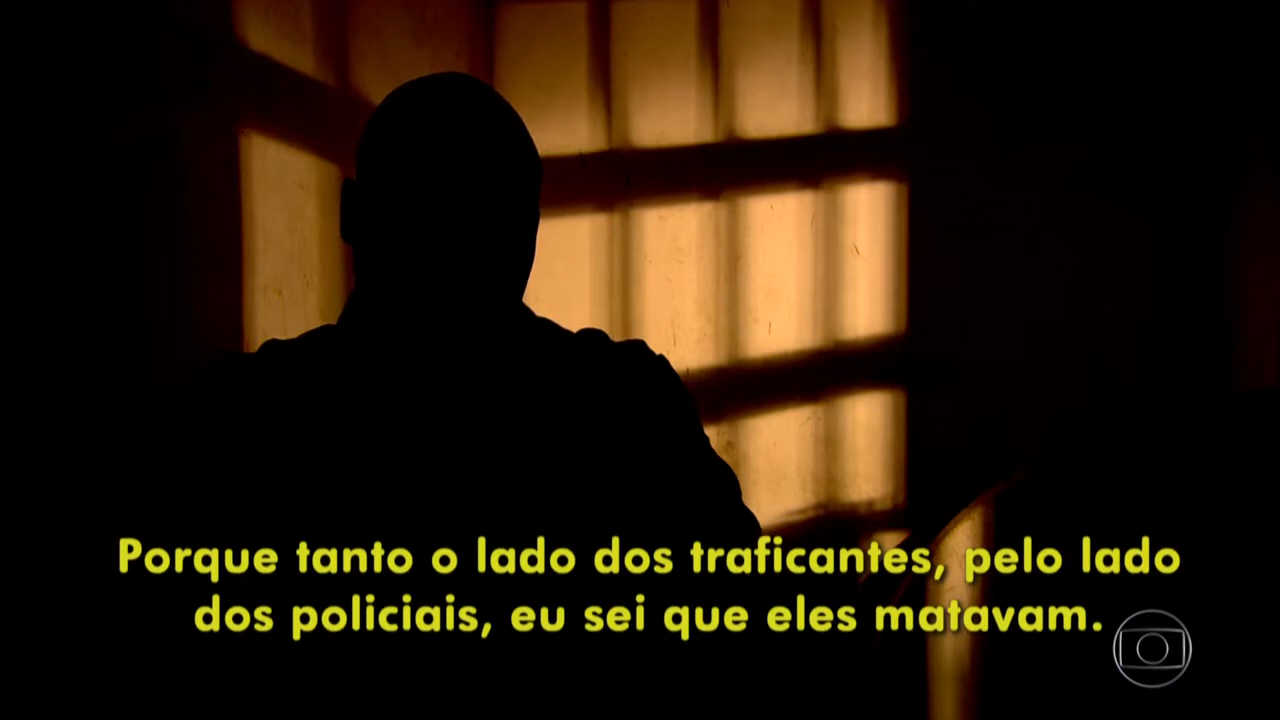 Porque tanto o lado dos traficantes, pelo lado
dos policiais, eu sei que eles matavam.